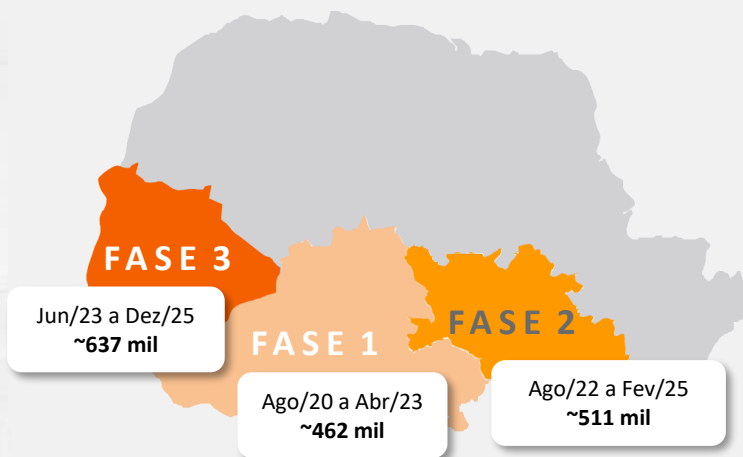 FASE 3
Jun/23 a Dez/25
~637 mil
FASE 1
Ago/20 a Abr/23
~462 mil
FASE 2
Ago/22 a Fev/25
~511 mil